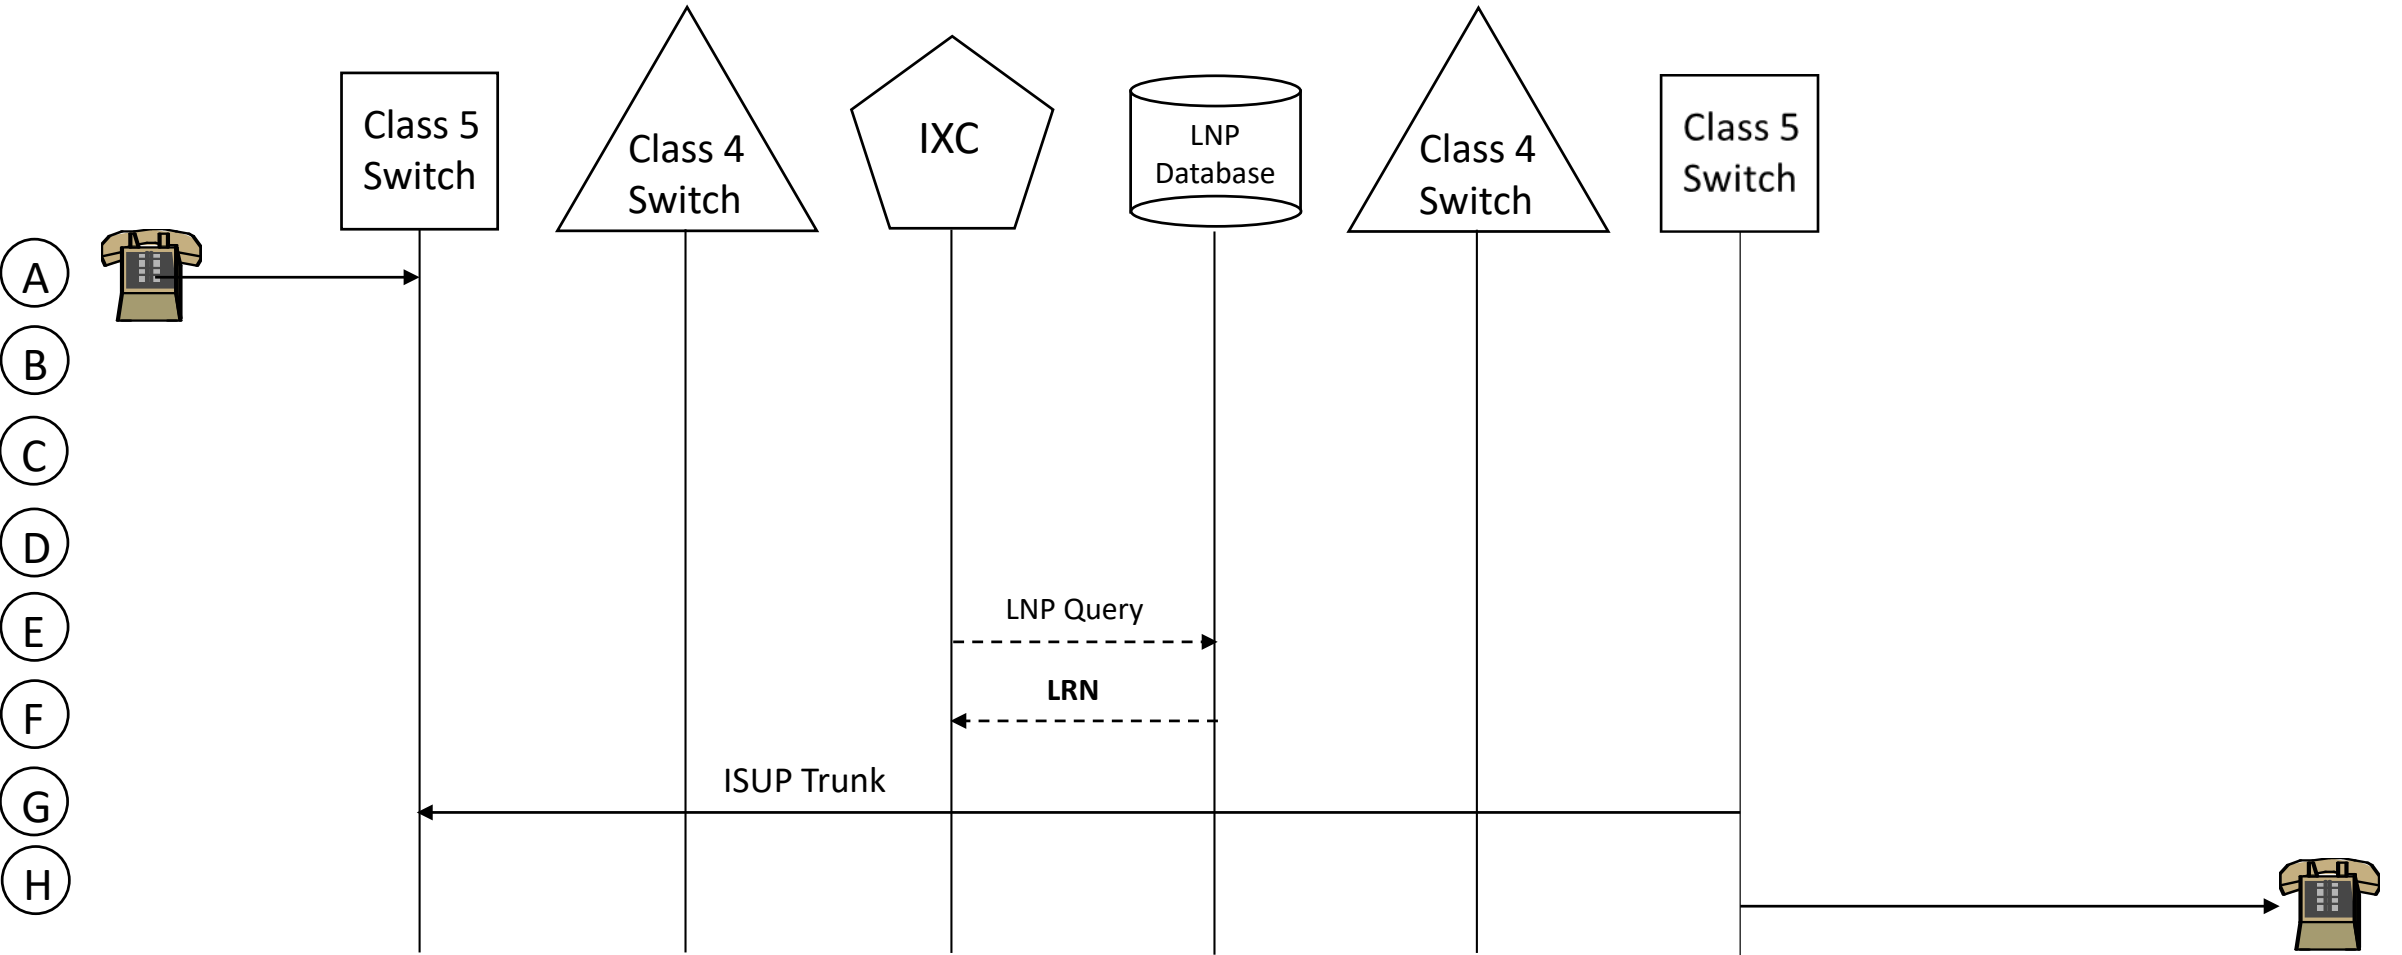 Class 5
Switch
Class 4
Switch
IXC
LNP
Database
Class 4
Switch
Class 5
Switch
A
B
C
D
E
LNP Query
F
LRN
G
ISUP Trunk
H